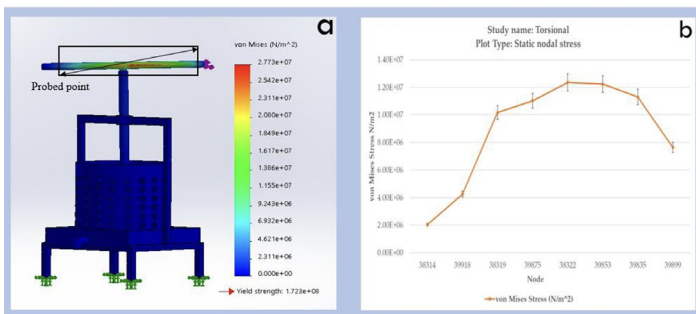 a
von Mises (N/m^2)
2.773e+07
2.542e+07
2.311e+07
2.080e+07
1.849e+07
1.617e+07
1.386e+07
1.155e+07
9.243e+06
6.932e+06
4.621e+06
2.311e+06
0.000e+00
Yield strength: 1.723e+08
Probed point
b
Study name: Torsional
Plot Type: Static nodal stress
von Mises Stress N/m2
1.40E+07
1.20E+07
1.00E+07
8.00E+06
6.00E+06
4.00E+06
2.00E+06
0.00E+00
38314 39918 38319 39875 38322 39853 39835 39899
Node
von Mises Stress (N/m^2)